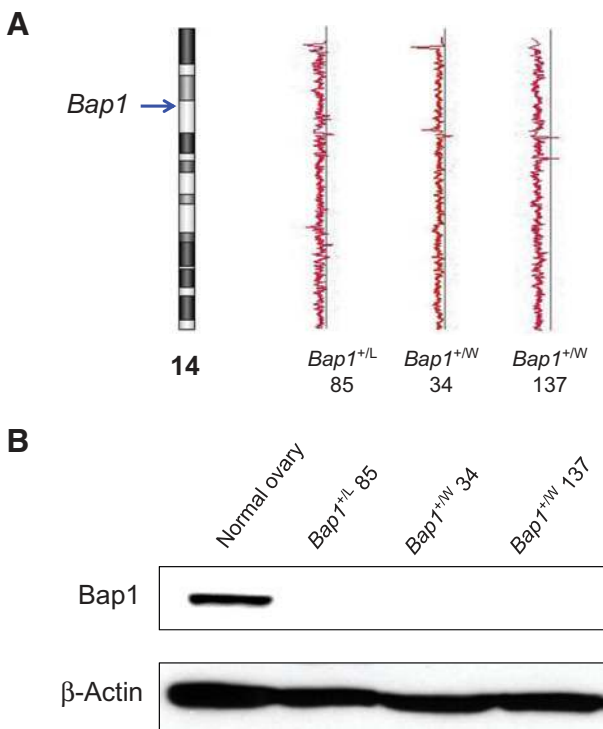 A
Bap1
14
Bap1+/L
85
Bap1+/W
34
Bap1+/W
137
B
Normal ovary
Bap1+/L 85
Bap1+/W 34
Bap1+/W 137
Bap1
β-Actin